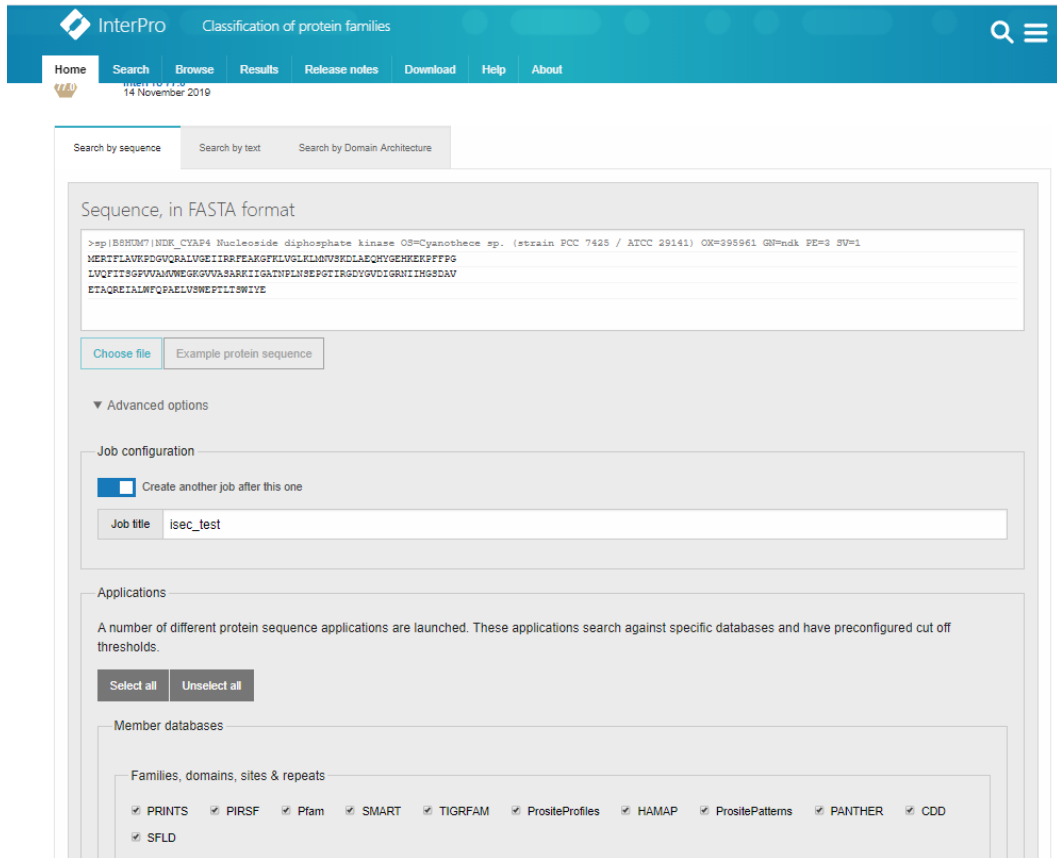 InterPro Classification of protein families
Home Search Browse Results Release notes Download Help About
77.0
14 November 2019
Search by sequence Search by text Search by Domain Architecture
Sequence, in FASTA format
>sp|B8HUM7|NDK_CYAP4 Nucleoside diphosphate kinase OS=Cyanothece sp. (strain PCC 7425 / ATCC 29141) OX=395961 GN=ndk PE=3 SV=1
MERTFLAVKPDGVQRALVGEIIRRFEAKGFKLVGLKLMNVSKDLAEQHYGEHKEKPFFPG
LVQFITSGPVVAMVWEGKGVVASARKIIGATNPLNSEPGTIRGDYGVDIGRNIIHGSDAV
ETAQREIALWFQPAELVSWEPTLTSWIYE
Choose file Example protein sequence
▼ Advanced options
Job configuration
Create another job after this one
Job title isec_test
Applications
A number of different protein sequence applications are launched. These applications search against specific databases and have preconfigured cut off
thresholds.
Select all Unselect all
Member databases
Families, domains, sites & repeats
PRINTS PIRSF Pfam SMART TIGRFAM PrositeProfiles HAMAP PrositePatterns PANTHER CDD
SFLD